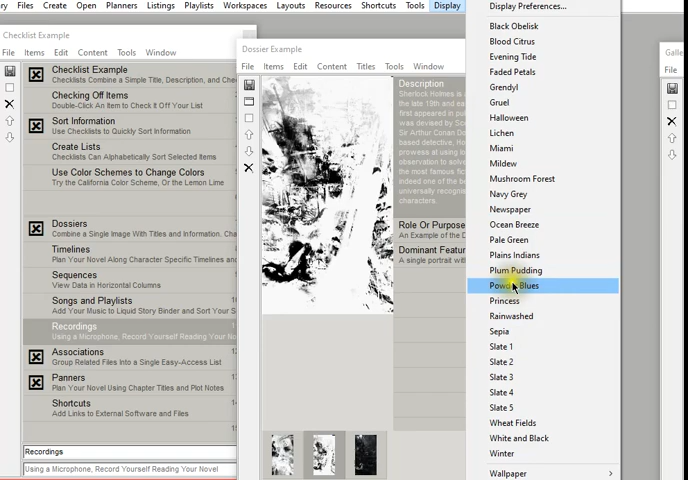 ry Files Outlines Planners Listings Playlists Workspaces Layouts Resources Shortcuts Tools Display
Checklist Example
File Items Edit Content Tools Window
Checklist Example
Checklists Combine a Simple Title, Description, and Che
Checking Off Items
Double-Click An Item to Check It Off Your List
Sort Information
Use Checklists to Quickly Sort Information
Create Lists
Checklists Can Alphabetically Sort Selected Items
Use Color Schemes to Change Colors
Try the California Color Scheme, Or the Lemon Lime
Dossiers
Combine a Single Image With Titles and Information.
Timelines
Plan Your Novel Along Character Specific Timelines
Sequences
View Data in Horizontal Columns
Songs and Playlists
Add Your Music to Liquid Story Binder and Sort Your S
Recordings
Using a Microphone, Record Yourself Reading Your Nov
Associations
Group Related Files Into a Single Easy-Access List
Panners
Plan Your Novel Using Chapter Titles and Plot Notes
Shortcuts
Add Links to External Software and Files
Recordings
Using a Microphone, Record Yourself Reading Your Novel
Dossier Example
File Items Edit Content Titles Tools Window
Description
Sherlock Holmes is
the late 19th and ea
first appeared in pu
was devised by Sco
Sir Arthur Conan Do
based detective, Ho
prowess at using lo
observation to solve
the most famous fic
indeed one of the b
universally recognis
characters.
Role Or Purpose
An Example of the D
Dominant Featur
A single portrait wit
Display Preferences...
Black Obelisk
Blood Citrus
Evening Tide
Faded Petals
Grendyl
Gruel
Halloween
Lichen
Miami
Mildew
Mushroom Forest
Navy Grey
Newspaper
Ocean Breeze
Pale Green
Plains Indians
Plum Pudding
Powder Blues
Princess
Rainwashed
Sepia
Slate 1
Slate 2
Slate 3
Slate 4
Slate 5
Wheat Fields
White and Black
Winter
Wallpaper
Galle
File